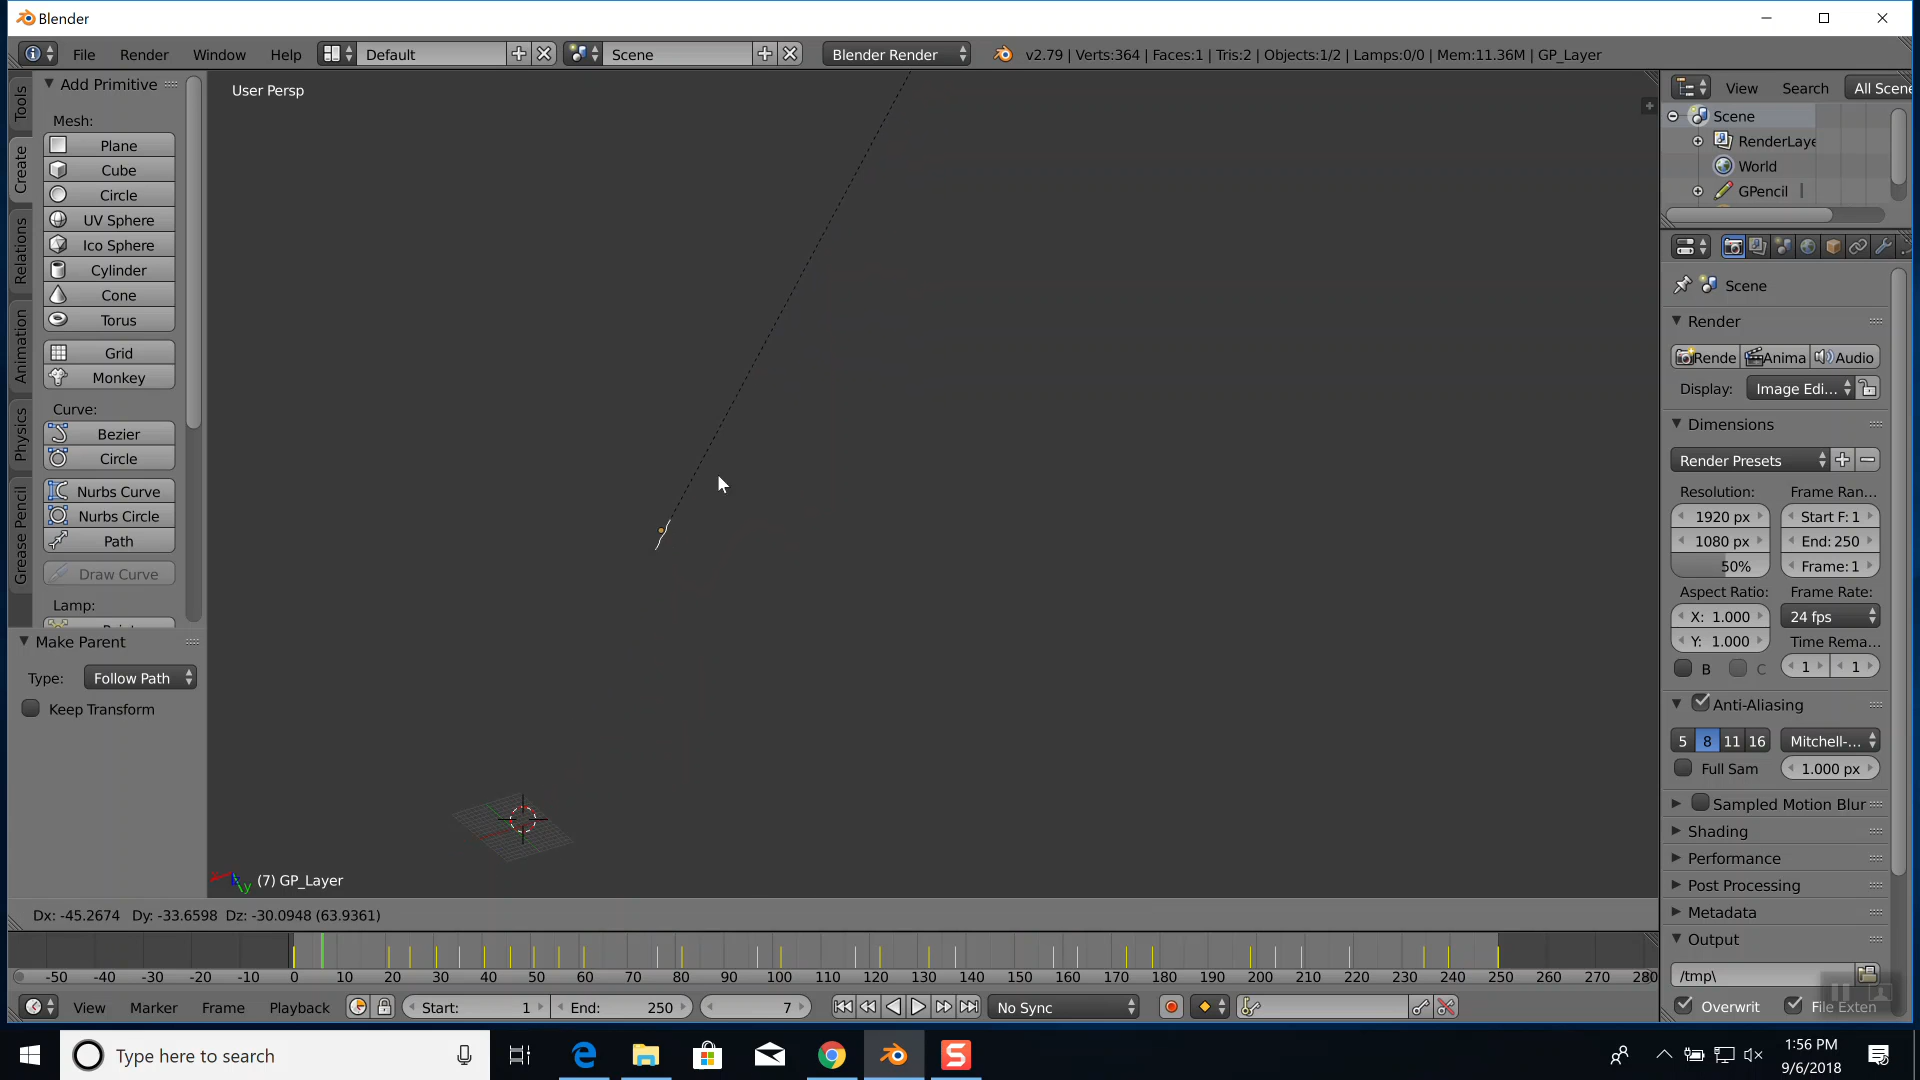 Blender
File Render Window Help Default Scene Blender Render v2.79 | Verts:364 | Faces:1 | Tris:2 | Objects:1/2 | Lamps:0/0 | Mem:11.36M | GP_Layer
Tools
Create
Relations
Animation
Physics
Grease Pencil
Add Primitive
Mesh:
Plane
Cube
Circle
UV Sphere
Ico Sphere
Cylinder
Cone
Torus
Grid
Monkey
Curve:
Bezier
Circle
Nurbs Curve
Nurbs Circle
Path
Draw Curve
Lamp:
Make Parent
Type: Follow Path
Keep Transform
User Persp
(7) GP_Layer
Dx: -45.2674 Dy: -33.6598 Dz: -30.0948 (63.9361)
View Search All Scene
Scene
RenderLaye
World
GPencil
Scene
Render
Rende Anima Audio
Display: Image Edi...
Dimensions
Render Presets
Resolution: Frame Ran...
1920 px Start F: 1
1080 px End: 250
50% Frame: 1
Aspect Ratio: Frame Rate:
X: 1.000 24 fps
Y: 1.000 Time Rema...
B C 1 1
Anti-Aliasing
5 8 11 16 Mitchell-...
Full Sam 1.000 px
Sampled Motion Blur
Shading
Performance
Post Processing
Metadata
Output
/tmp\
Overwrit File Exten
-50 -40 -30 -20 -10 0 10 20 30 40 50 60 70 80 90 100 110 120 130 140 150 160 170 180 190 200 210 220 230 240 250 260 270 280
View Marker Frame Playback Start: 1 End: 250 7 No Sync
Type here to search
1:56 PM
9/6/2018